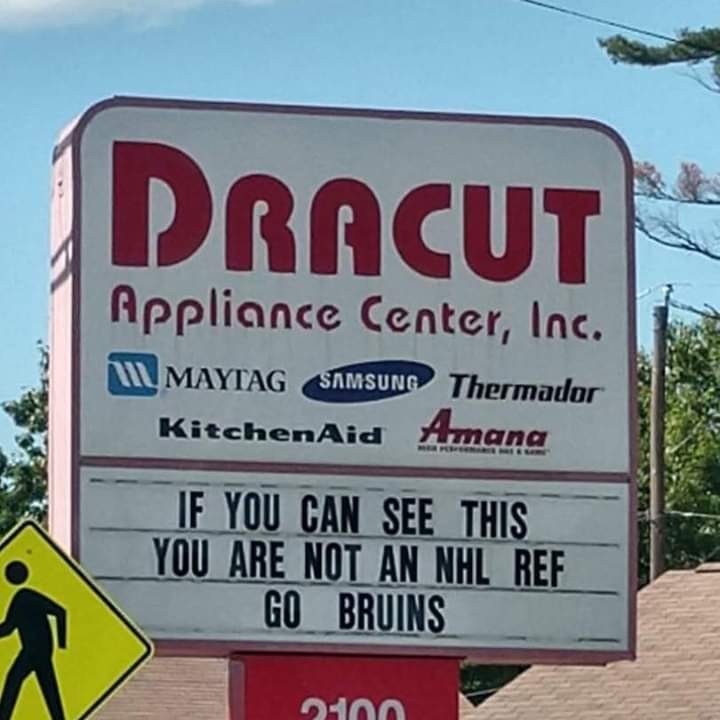 DRACUT
Appliance Center, Inc.
MAYTAG SAMSUNG Thermador
KitchenAid Amana
IF YOU CAN SEE THIS
YOU ARE NOT AN NHL REF
GO BRUINS
2100